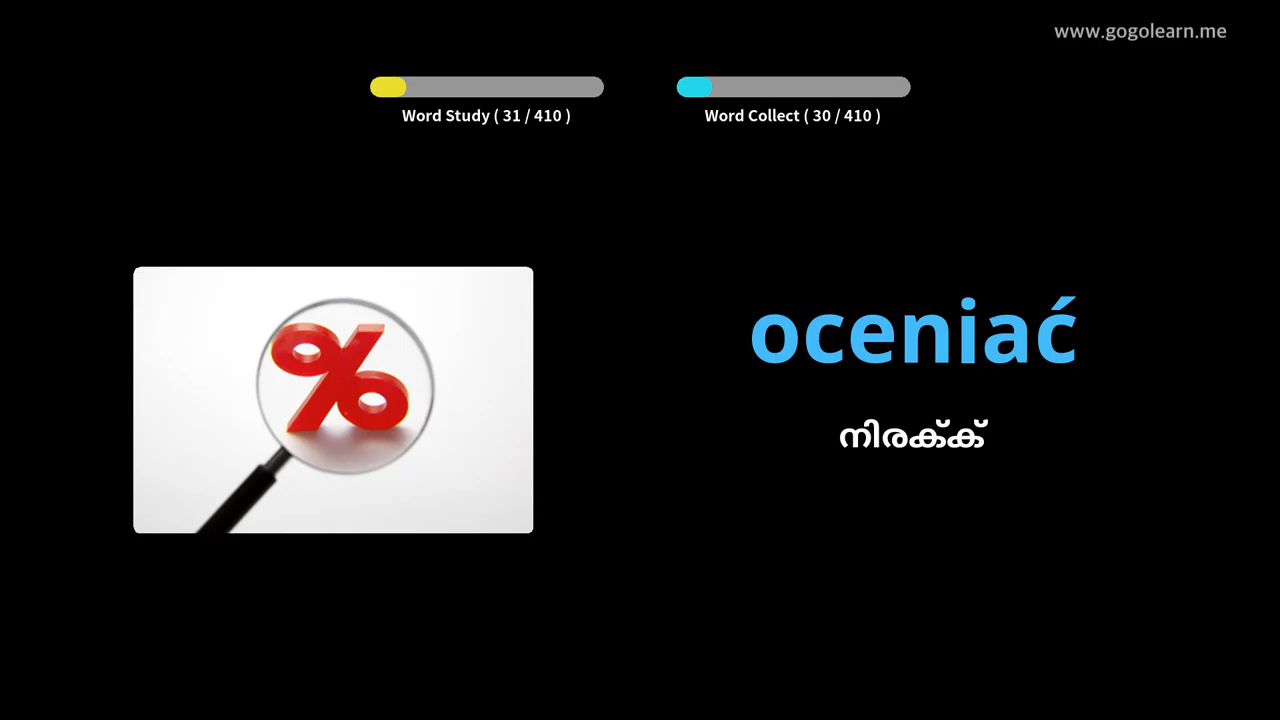 www.gogolearn.me
Word Study ( 31 / 410 )
Word Collect ( 30 / 410 )
%
oceniać
നിരക്ക്